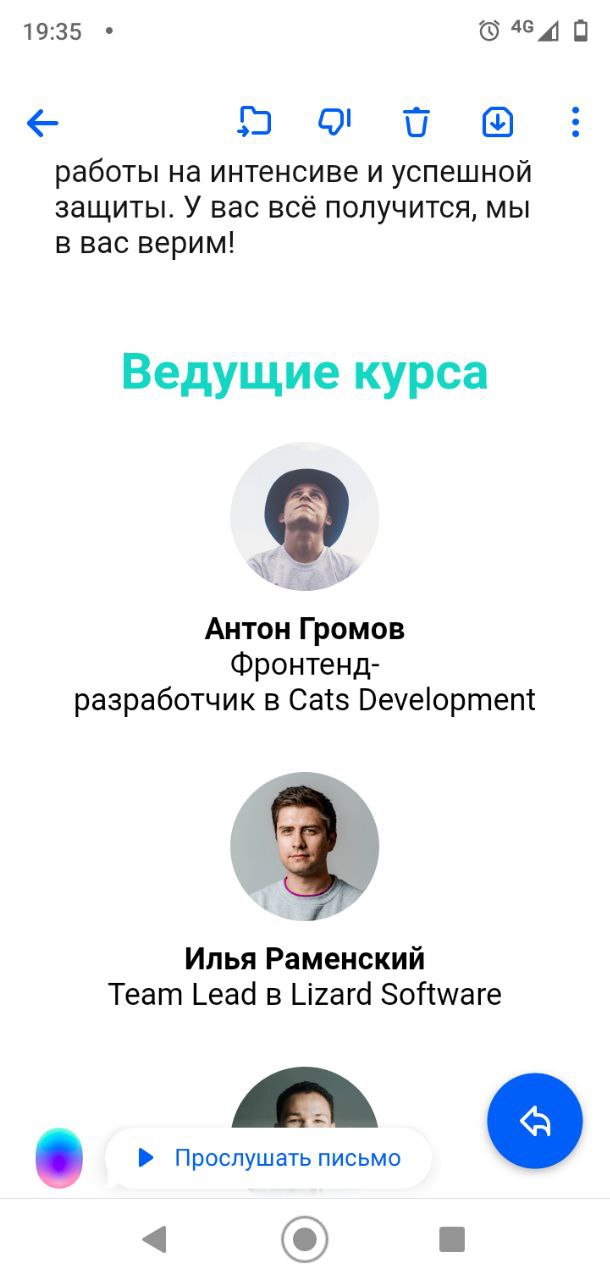 19:35
4G
работы на интенсиве и успешной
защиты. У вас всё получится, мы
в вас верим!
Ведущие курса
Антон Громов
Фронтенд-
разработчик в Cats Development
Илья Раменский
Team Lead в Lizard Software
Прослушать письмо